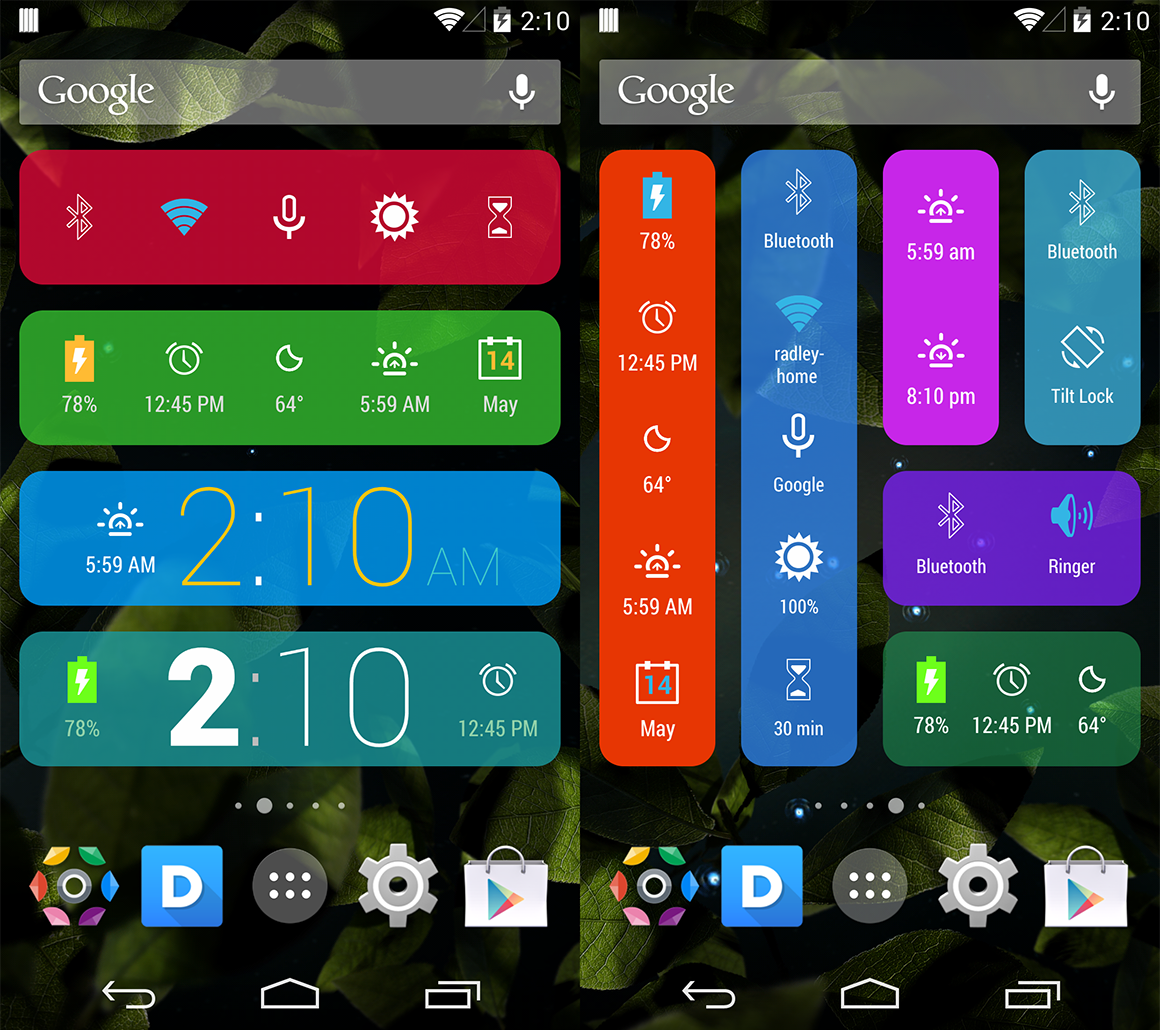 2:10
Google
78%
12:45 PM
64°
5:59 AM
14
May
5:59 AM
2:10 AM
78%
2:10
12:45 PM
D
2:10
Google
78%
12:45 PM
64°
5:59 AM
14
May
Bluetooth
radley-
home
Google
100%
30 min
5:59 am
8:10 pm
Bluetooth
Tilt Lock
Bluetooth
Ringer
78%
12:45 PM
64°
D